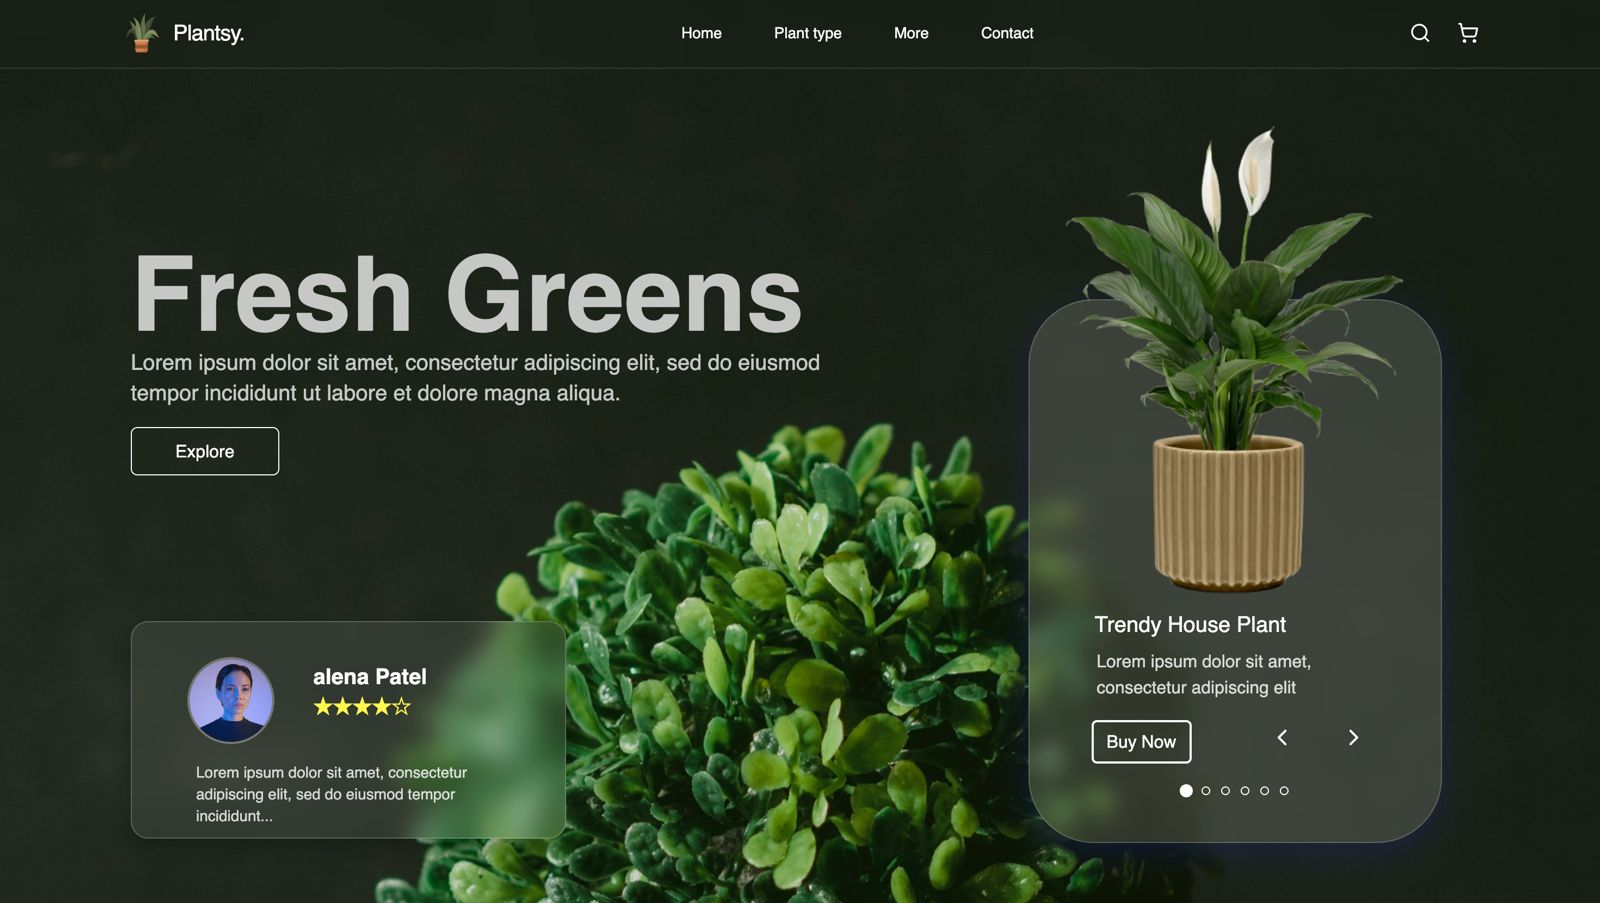 Plantsy.
Home
Plant type
More
Contact
Fresh Greens
Lorem ipsum dolor sit amet, consectetur adipiscing elit, sed do eiusmod
tempor incididunt ut labore et dolore magna aliqua.
Explore
alena Patel
★★★★☆
Lorem ipsum dolor sit amet, consectetur
adipiscing elit, sed do eiusmod tempor
incididunt...
Trendy House Plant
Lorem ipsum dolor sit amet,
consectetur adipiscing elit
Buy Now